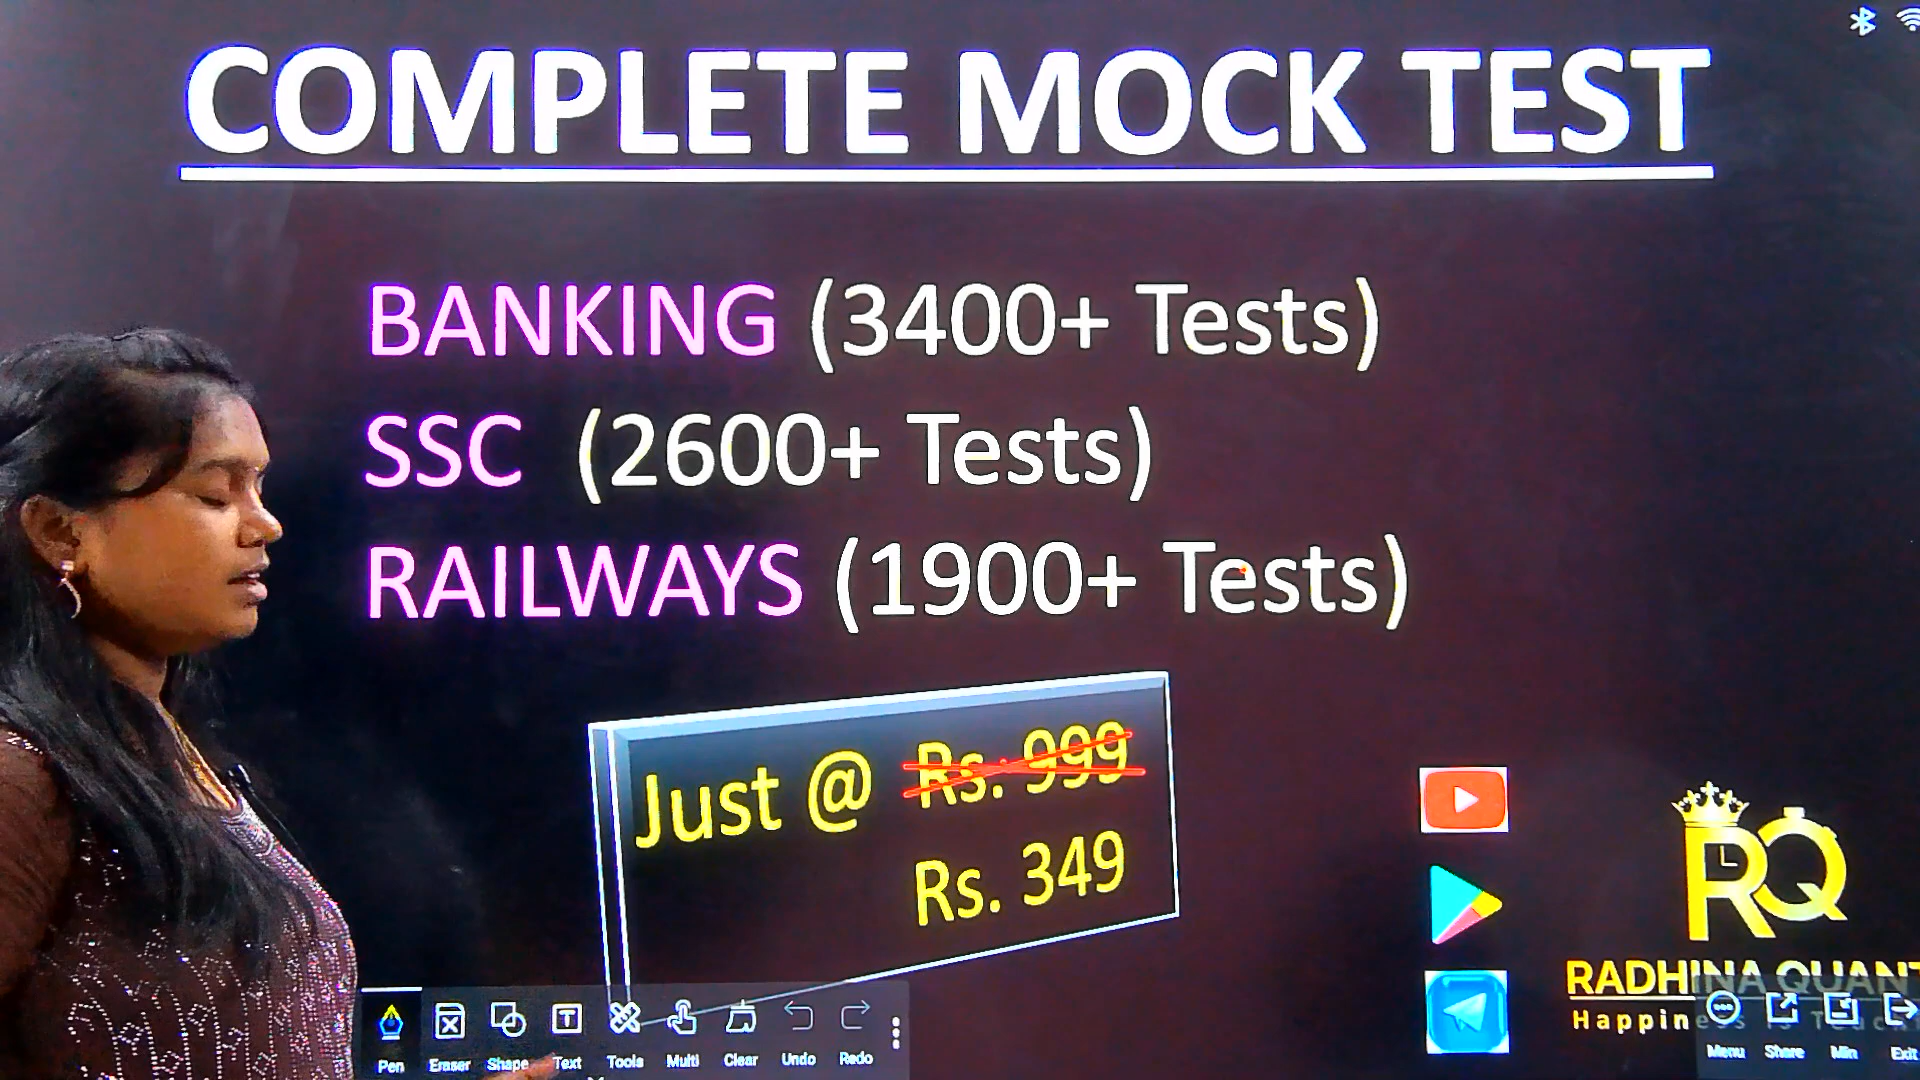 COMPLETE MOCK TEST
BANKING (3400+ Tests)
SSC (2600+ Tests)
RAILWAYS (1900+ Tests)
Just @ Rs. 999
Rs. 349
RQ
RADHINA QUANT
Happin
Pen Eraser Shape Text Tools Multi Clear Undo Redo
Menu Share Min Exit